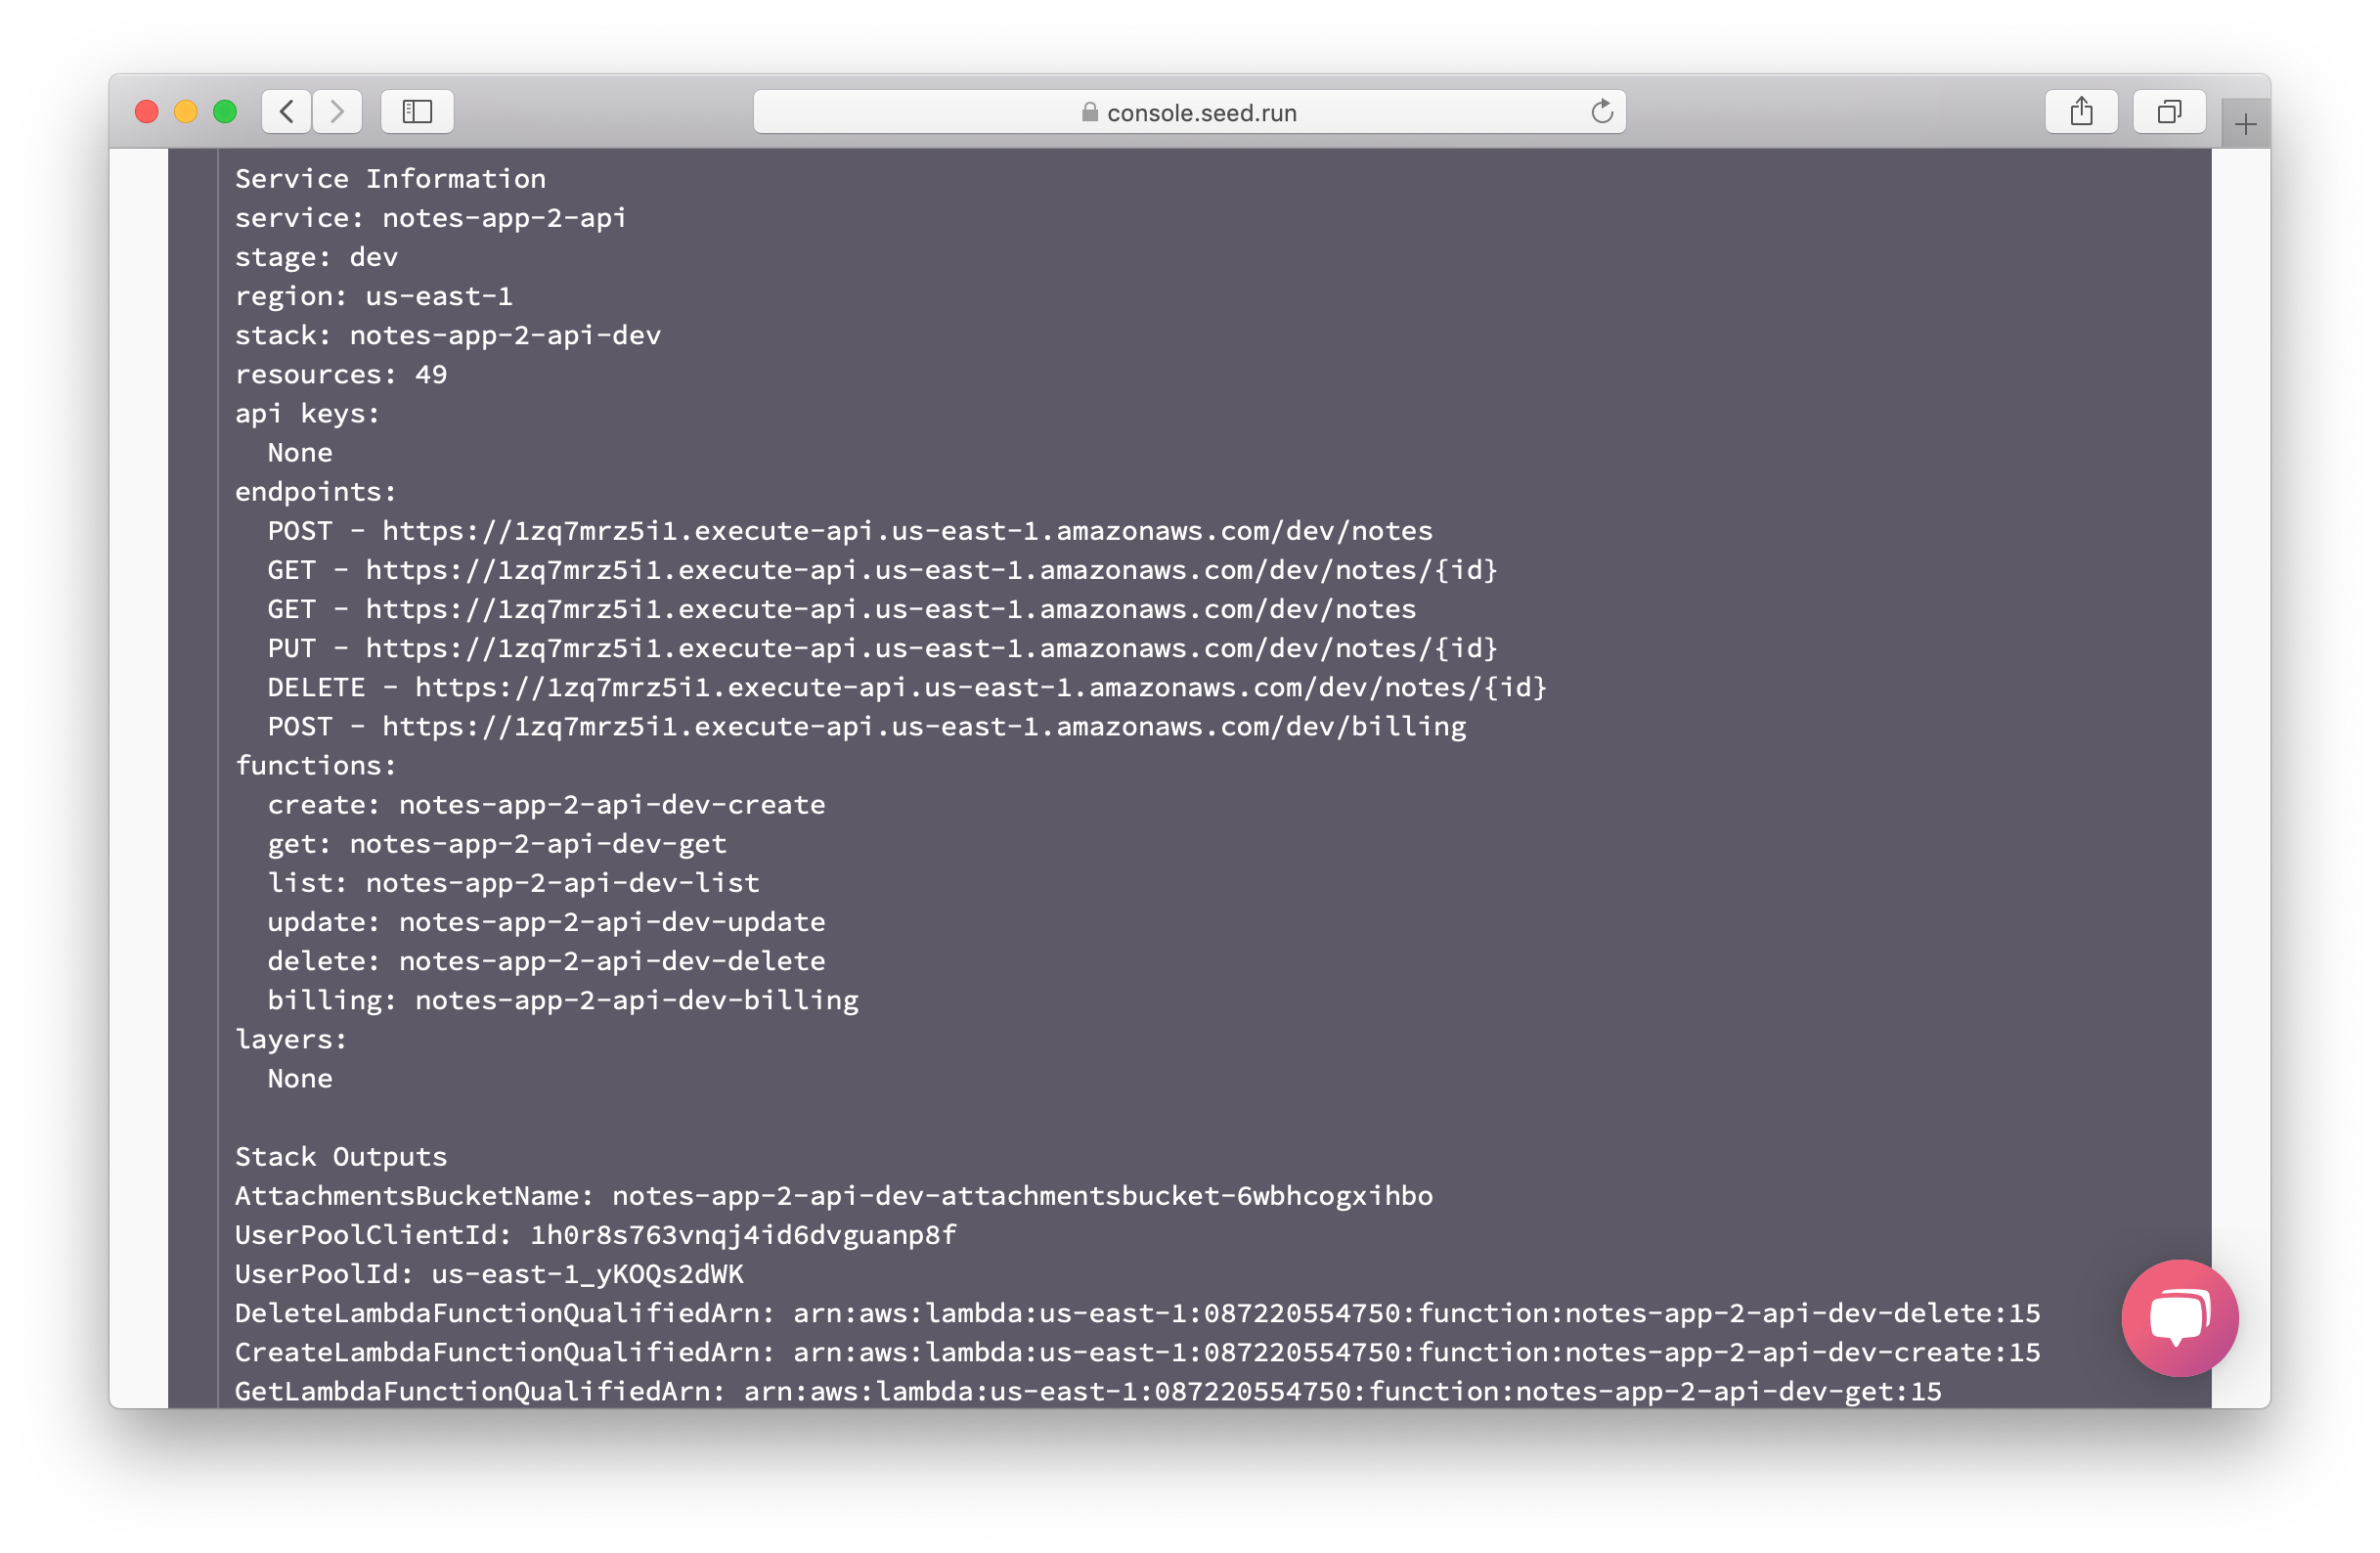 console.seed.run
Service Information
service: notes-app-2-api
stage: dev
region: us-east-1
stack: notes-app-2-api-dev
resources: 49
api keys:
  None
endpoints:
  POST - https://1zq7mrz5i1.execute-api.us-east-1.amazonaws.com/dev/notes
  GET - https://1zq7mrz5i1.execute-api.us-east-1.amazonaws.com/dev/notes/{id}
  GET - https://1zq7mrz5i1.execute-api.us-east-1.amazonaws.com/dev/notes
  PUT - https://1zq7mrz5i1.execute-api.us-east-1.amazonaws.com/dev/notes/{id}
  DELETE - https://1zq7mrz5i1.execute-api.us-east-1.amazonaws.com/dev/notes/{id}
  POST - https://1zq7mrz5i1.execute-api.us-east-1.amazonaws.com/dev/billing
functions:
  create: notes-app-2-api-dev-create
  get: notes-app-2-api-dev-get
  list: notes-app-2-api-dev-list
  update: notes-app-2-api-dev-update
  delete: notes-app-2-api-dev-delete
  billing: notes-app-2-api-dev-billing
layers:
  None

Stack Outputs
AttachmentsBucketName: notes-app-2-api-dev-attachmentsbucket-6wbhcogxihbo
UserPoolClientId: 1h0r8s763vnqj4id6dvguanp8f
UserPoolId: us-east-1_yKOQs2dWK
DeleteLambdaFunctionQualifiedArn: arn:aws:lambda:us-east-1:087220554750:function:notes-app-2-api-dev-delete:15
CreateLambdaFunctionQualifiedArn: arn:aws:lambda:us-east-1:087220554750:function:notes-app-2-api-dev-create:15
GetLambdaFunctionQualifiedArn: arn:aws:lambda:us-east-1:087220554750:function:notes-app-2-api-dev-get:15